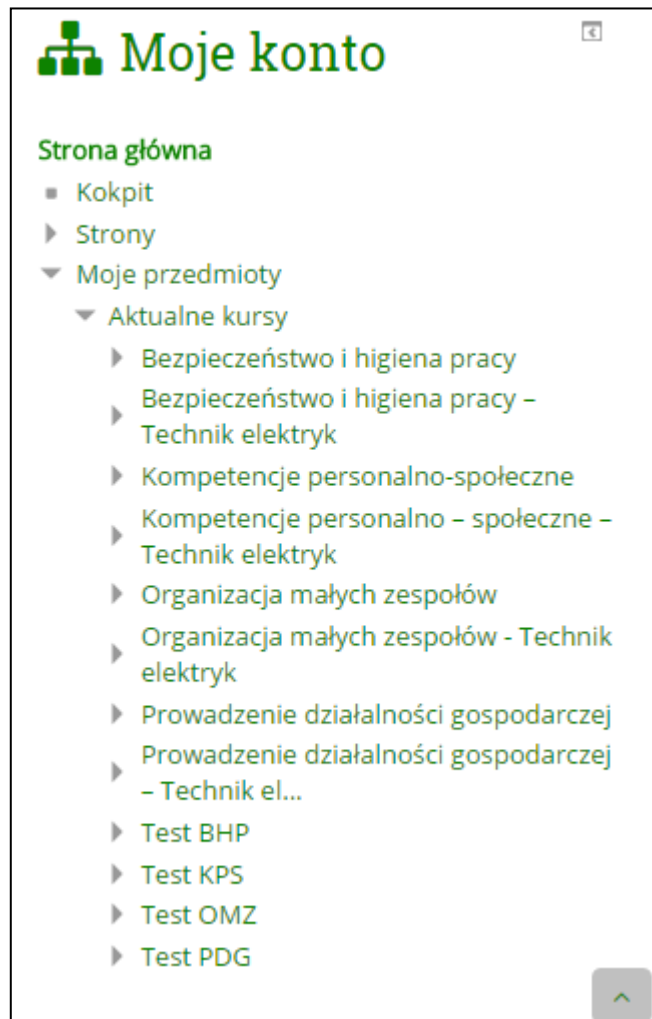 Moje konto
Strona główna
Kokpit
Strony
Moje przedmioty
Aktualne kursy
Bezpieczeństwo i higiena pracy
Bezpieczeństwo i higiena pracy –
Technik elektryk
Kompetencje personalno-społeczne
Kompetencje personalno – społeczne –
Technik elektryk
Organizacja małych zespołów
Organizacja małych zespołów - Technik
elektryk
Prowadzenie działalności gospodarczej
Prowadzenie działalności gospodarczej
– Technik el...
Test BHP
Test KPS
Test OMZ
Test PDG